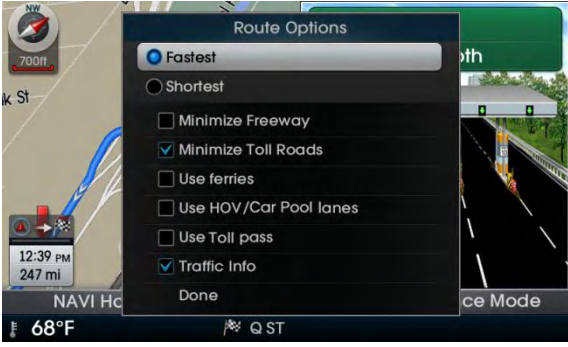 NW
Route Options
700ft
Fastest
oth
Shortest
k St
Minimize Freeway
Minimize Toll Roads
Use ferries
Use HOV/Car Pool lanes
Use Toll pass
12:39 PM
Traffic Info
247 mi
Done
NAVI Ho
ce Mode
68°F
Q ST